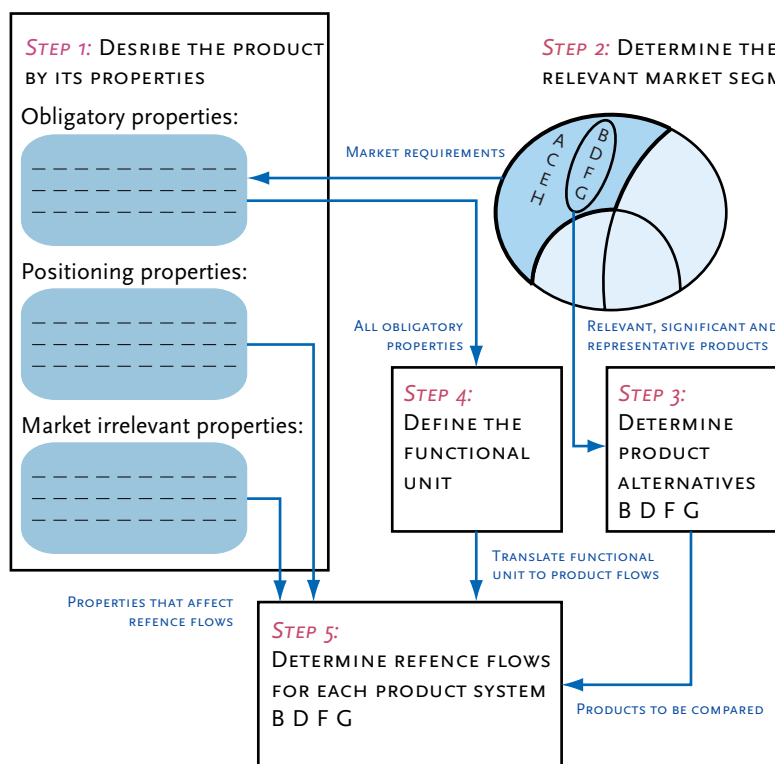 STEP 1: DESRIBE THE PRODUCT
BY ITS PROPERTIES
Obligatory properties:
Positioning properties:
Market irrelevant properties:
STEP 2: DETERMINE THE
RELEVANT MARKET SEGM
A
C
E
H
B
D
F
G
MARKET REQUIREMENTS
ALL OBLIGATORY
PROPERTIES
RELEVANT, SIGNIFICANT AND
REPRESENTATIVE PRODUCTS
STEP 4:
DEFINE THE
FUNCTIONAL
UNIT
STEP 3:
DETERMINE
PRODUCT
ALTERNATIVES
B D F G
TRANSLATE FUNCTIONAL
UNIT TO PRODUCT FLOWS
PROPERTIES THAT AFFECT
REFENCE FLOWS
STEP 5:
DETERMINE REFENCE FLOWS
FOR EACH PRODUCT SYSTEM
B D F G
PRODUCTS TO BE COMPARED